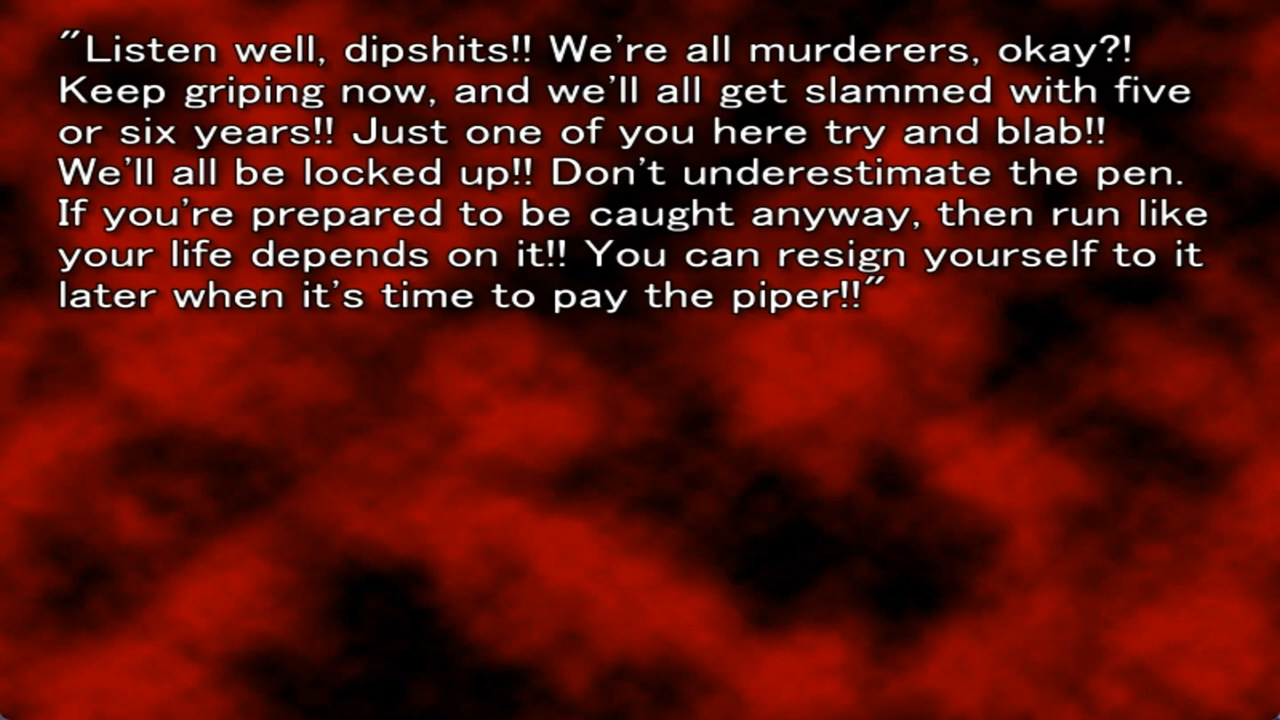 "Listen well, dipshits!! We're all murderers, okay?!
Keep griping now, and we'll all get slammed with five
or six years!! Just one of you here try and blab!!
We'll all be locked up!! Don't underestimate the pen.
If you're prepared to be caught anyway, then run like
your life depends on it!! You can resign yourself to it
later when it's time to pay the piper!!"